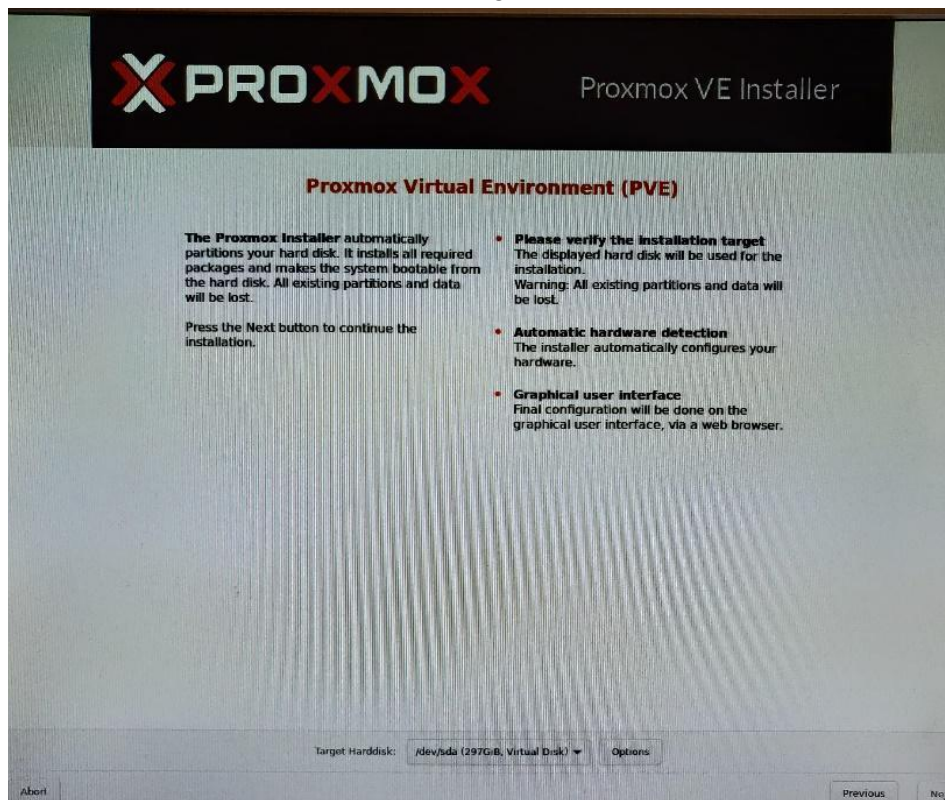 PROXMOX
Proxmox VE Installer
Proxmox Virtual Environment (PVE)
The Proxmox Installer automatically
partitions your hard disk. It installs all required
packages and makes the system bootable from
the hard disk. All existing partitions and data
will be lost.
Press the Next button to continue the
installation.
Please verify the installation target
The displayed hard disk will be used for the
installation.
Warning: All existing partitions and data will
be lost.
Automatic hardware detection
The installer automatically configures your
hardware.
Graphical user interface
Final configuration will be done on the
graphical user interface, via a web browser.
Target Harddisk: /dev/sda (297GiB, Virtual Disk) Options
Abort Previous